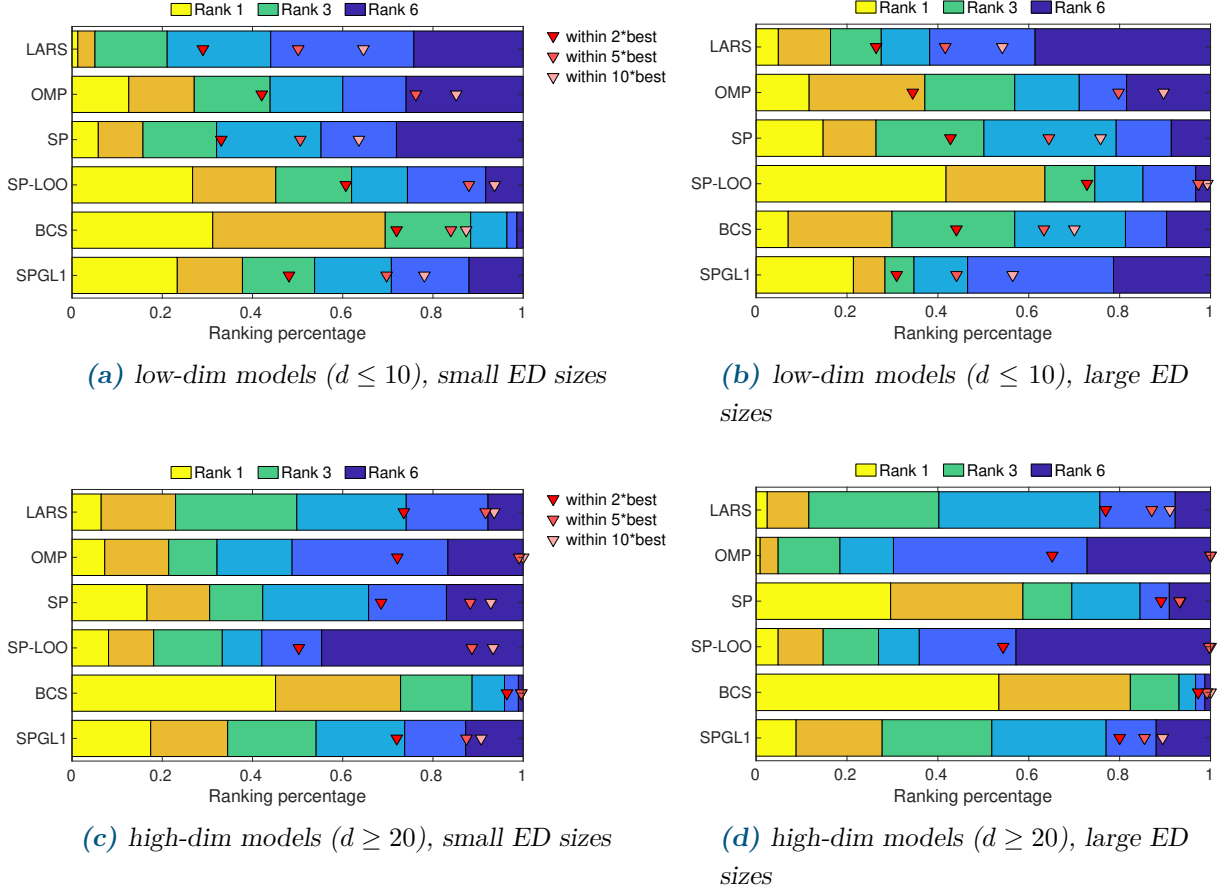 Rank 1 Rank 3 Rank 6
LARS
OMP
SP
SP-LOO
BCS
SPGL1
0 0.2 0.4 0.6 0.8 1
Ranking percentage
within 2*best
within 5*best
within 10*best
(a) low-dim models (d ≤ 10), small ED sizes
Rank 1 Rank 3 Rank 6
LARS
OMP
SP
SP-LOO
BCS
SPGL1
0 0.2 0.4 0.6 0.8 1
Ranking percentage
(b) low-dim models (d ≤ 10), large ED
sizes
Rank 1 Rank 3 Rank 6
LARS
OMP
SP
SP-LOO
BCS
SPGL1
0 0.2 0.4 0.6 0.8 1
Ranking percentage
within 2*best
within 5*best
within 10*best
(c) high-dim models (d ≥ 20), small ED sizes
Rank 1 Rank 3 Rank 6
LARS
OMP
SP
SP-LOO
BCS
SPGL1
0 0.2 0.4 0.6 0.8 1
Ranking percentage
(d) high-dim models (d ≥ 20), large ED
sizes